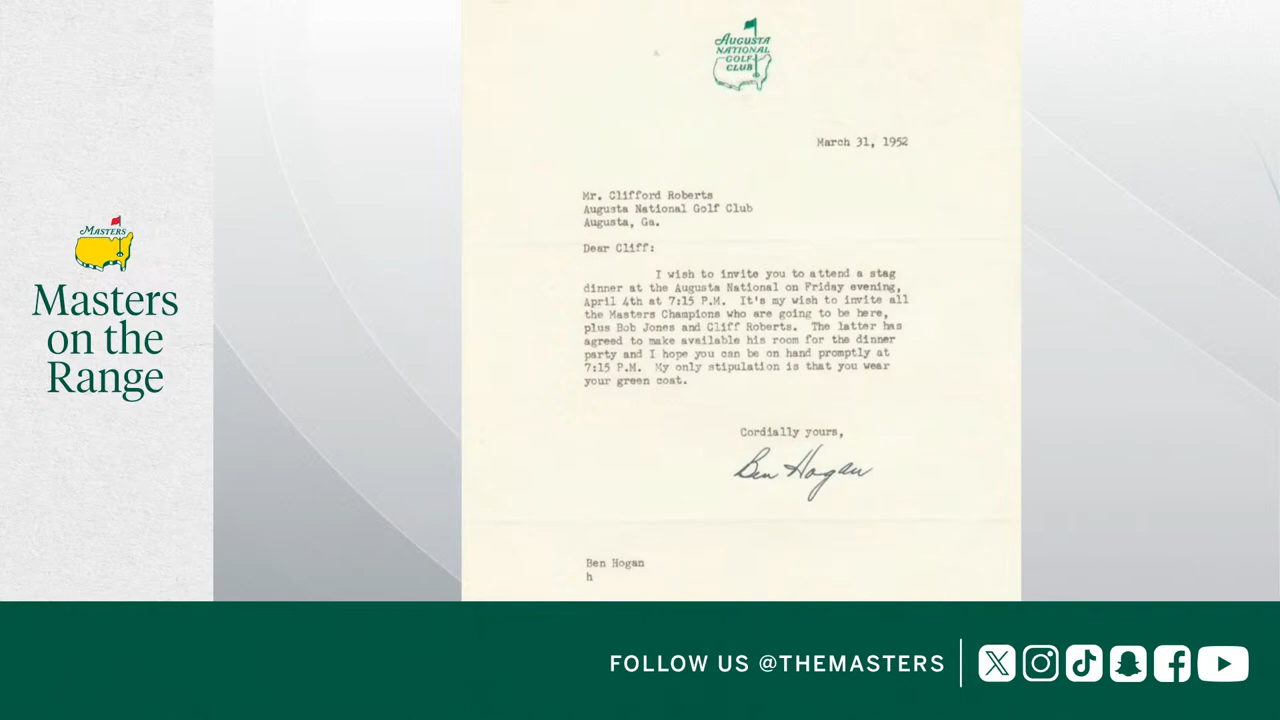 MASTERS
Masters
on the
Range
AUGUSTA
NATIONAL
GOLF
CLUB
March 31, 1952
Mr. Clifford Roberts
Augusta National Golf Club
Augusta, Ga.
Dear Cliff:
I wish to invite you to attend a stag
dinner at the Augusta National on Friday evening,
April 4th at 7:15 P.M. It's my wish to invite all
the Masters Champions who are going to be here,
plus Bob Jones and Cliff Roberts. The latter has
agreed to make available his room for the dinner
party and I hope you can be on hand promptly at
7:15 P.M. My only stipulation is that you wear
your green coat.
Cordially yours,
Ben Hogan
Ben Hogan
h
FOLLOW US @THEMASTERS